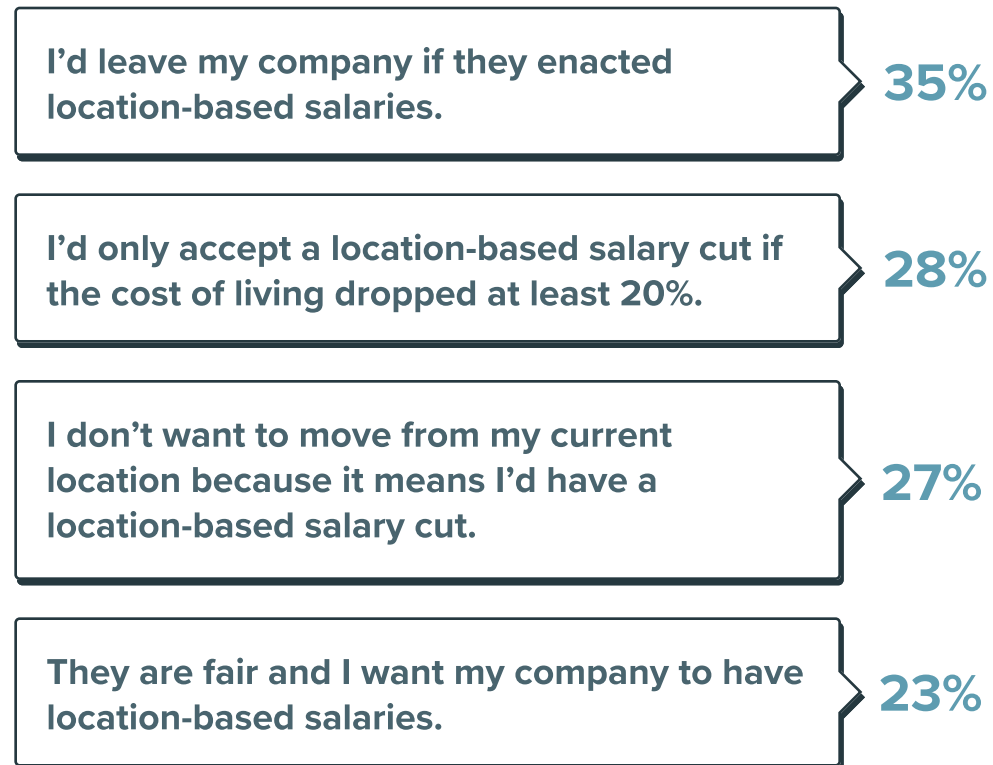 I’d leave my company if they enacted
location-based salaries.
35%
I’d only accept a location-based salary cut if
the cost of living dropped at least 20%.
28%
I don’t want to move from my current
location because it means I’d have a
location-based salary cut.
27%
They are fair and I want my company to have
location-based salaries.
23%